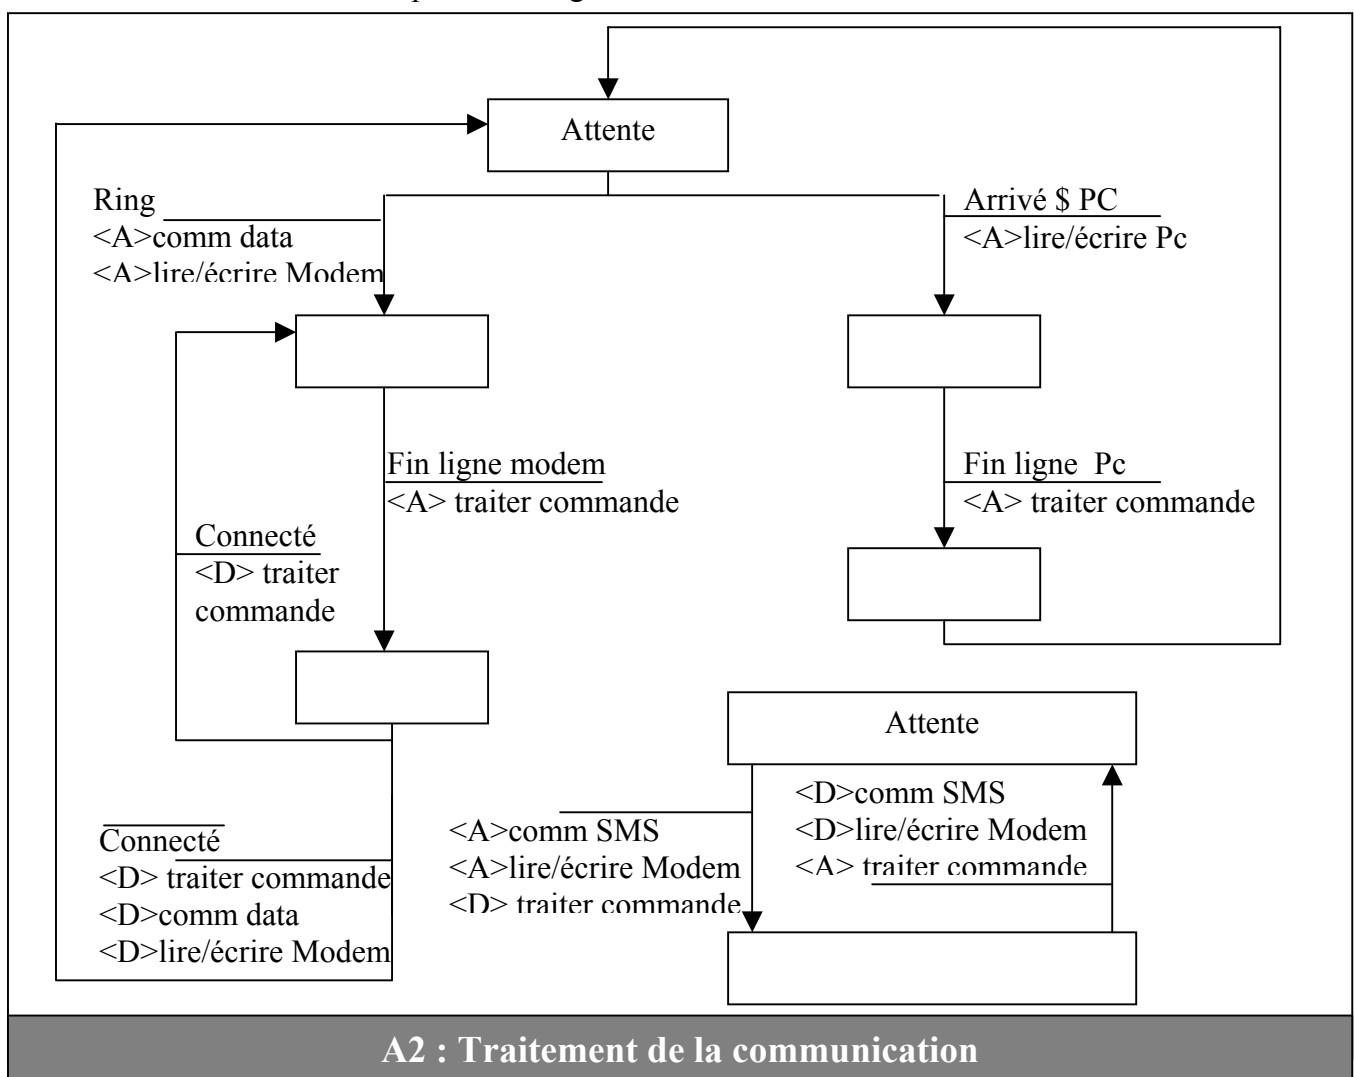 Attente
Ring
<A>comm data
<A>lire/écrire Modem
Arrivé $ PC
<A>lire/écrire Pc
Fin ligne modem
<A> traiter commande
Fin ligne Pc
<A> traiter commande
Connecté
<D> traiter
commande
Attente
Connecté
<D> traiter commande
<D>comm data
<D>lire/écrire Modem
<A>comm SMS
<A>lire/écrire Modem
<D> traiter commande
<D>comm SMS
<D>lire/écrire Modem
<A> traiter commande
A2 : Traitement de la communication